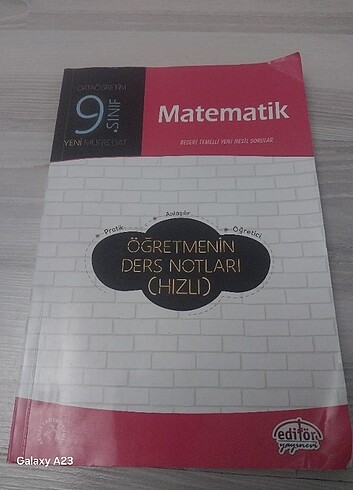 ORTAÖĞRETİM
9.SINIF
YENİ MÜFREDAT
Matematik
BECERİ TEMELLİ YENİ NESİL SORULAR
Pratik
Anlaşılır
Öğretici
ÖĞRETMENİN
DERS NOTLARI
(HIZLI)
editör
yayınevi
Galaxy A23